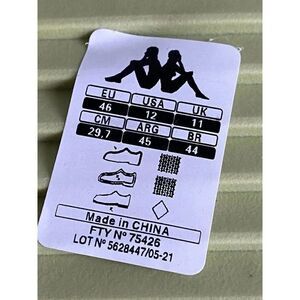 EU USA UK
46 12 11
CM ARG BR
29,7 45 44
Made in CHINA
FTY Nº 75426
LOT Nº 5628447/05-21